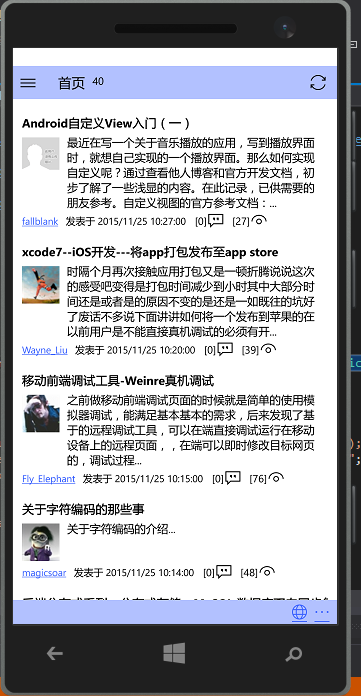 首页 40
Android自定义View入门（一）
最近在写一个关于音乐播放的应用，写到播放界面
时，就想自己实现的一个播放界面。那么如何实现
自定义呢？通过查看他人博客和官方开发文档，初
步了解了一些浅显的内容。在此记录，已供需要的
朋友参考。自定义视图的官方参考文档：...
fallblank 发表于 2015/11/25 10:27:00 [0] [27]
xcode7--iOS开发---将app打包发布至app store
时隔个月再次接触应用打包又是一顿折腾说说这次
的感受吧变得是打包时间减少到小时其中大部分时
间还是或者是的原因不变的是还是一如既往的坑好
了废话不多说下面讲讲如何将一个发布到苹果的在
以前用户是不能直接真机调试的必须有开...
Wayne_Liu 发表于 2015/11/25 10:20:00 [0] [39]
移动前端调试工具-Weinre真机调试
之前做移动前端调试页面的时候就是简单的使用模
拟器调试，能满足基本基本的需求，后来发现了基
于的远程调试工具，可以在端直接调试运行在移动
设备上的远程页面，，在端可以即时修改目标网页
的，调试过程...
Fly_Elephant 发表于 2015/11/25 10:15:00 [0] [76]
关于字符编码的那些事
关于字符编码的介绍...
magicsoar 发表于 2015/11/25 10:14:00 [0] [48]